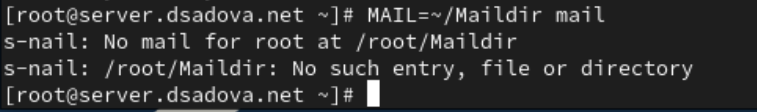 [root@server.dsadova.net ~]# MAIL=~/Maildir mail
s-nail: No mail for root at /root/Maildir
s-nail: /root/Maildir: No such entry, file or directory
[root@server.dsadova.net ~]#